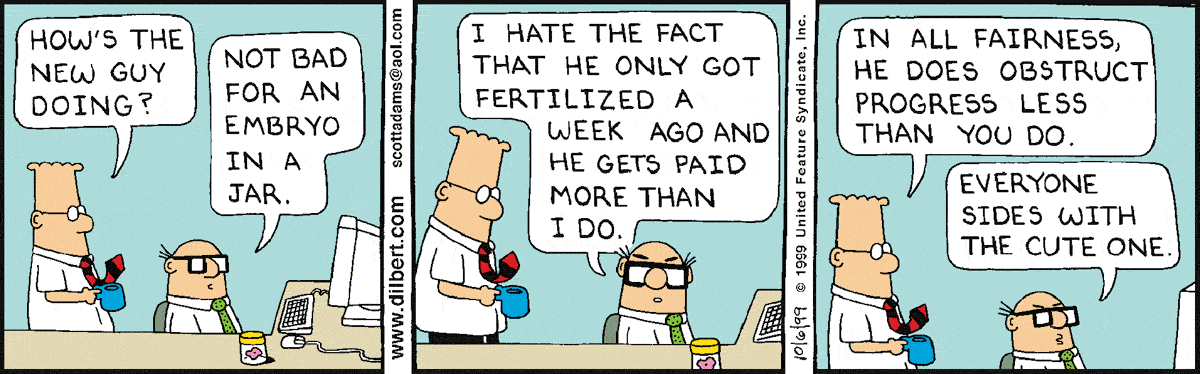 HOW'S THE
NEW GUY
DOING?
NOT BAD
FOR AN
EMBRYO
IN A
JAR.
www.dilbert.com scottadams@aol.com
I HATE THE FACT
THAT HE ONLY GOT
FERTILIZED A
WEEK AGO AND
HE GETS PAID
MORE THAN
I DO.
10/6/99 © 1999 United Feature Syndicate, Inc.
IN ALL FAIRNESS,
HE DOES OBSTRUCT
PROGRESS LESS
THAN YOU DO.
EVERYONE
SIDES WITH
THE CUTE ONE.